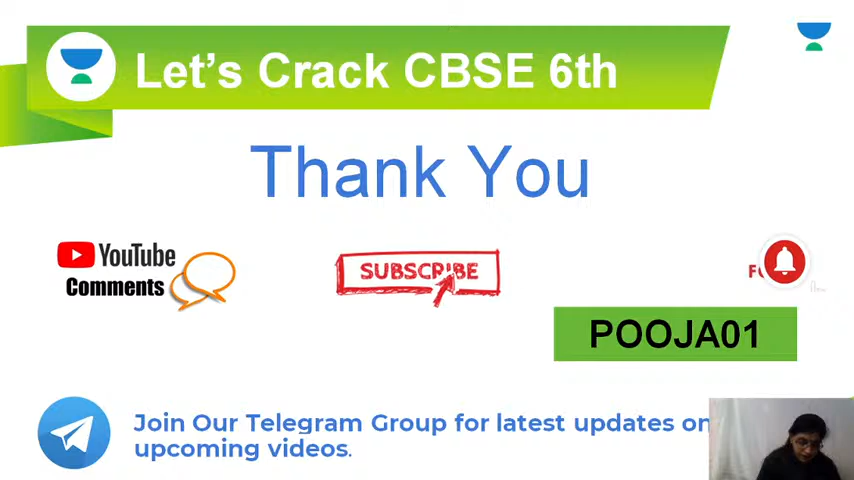 Let's Crack CBSE 6th
Thank You
YouTube
Comments
SUBSCRIBE
POOJA01
Join Our Telegram Group for latest updates on
upcoming videos.